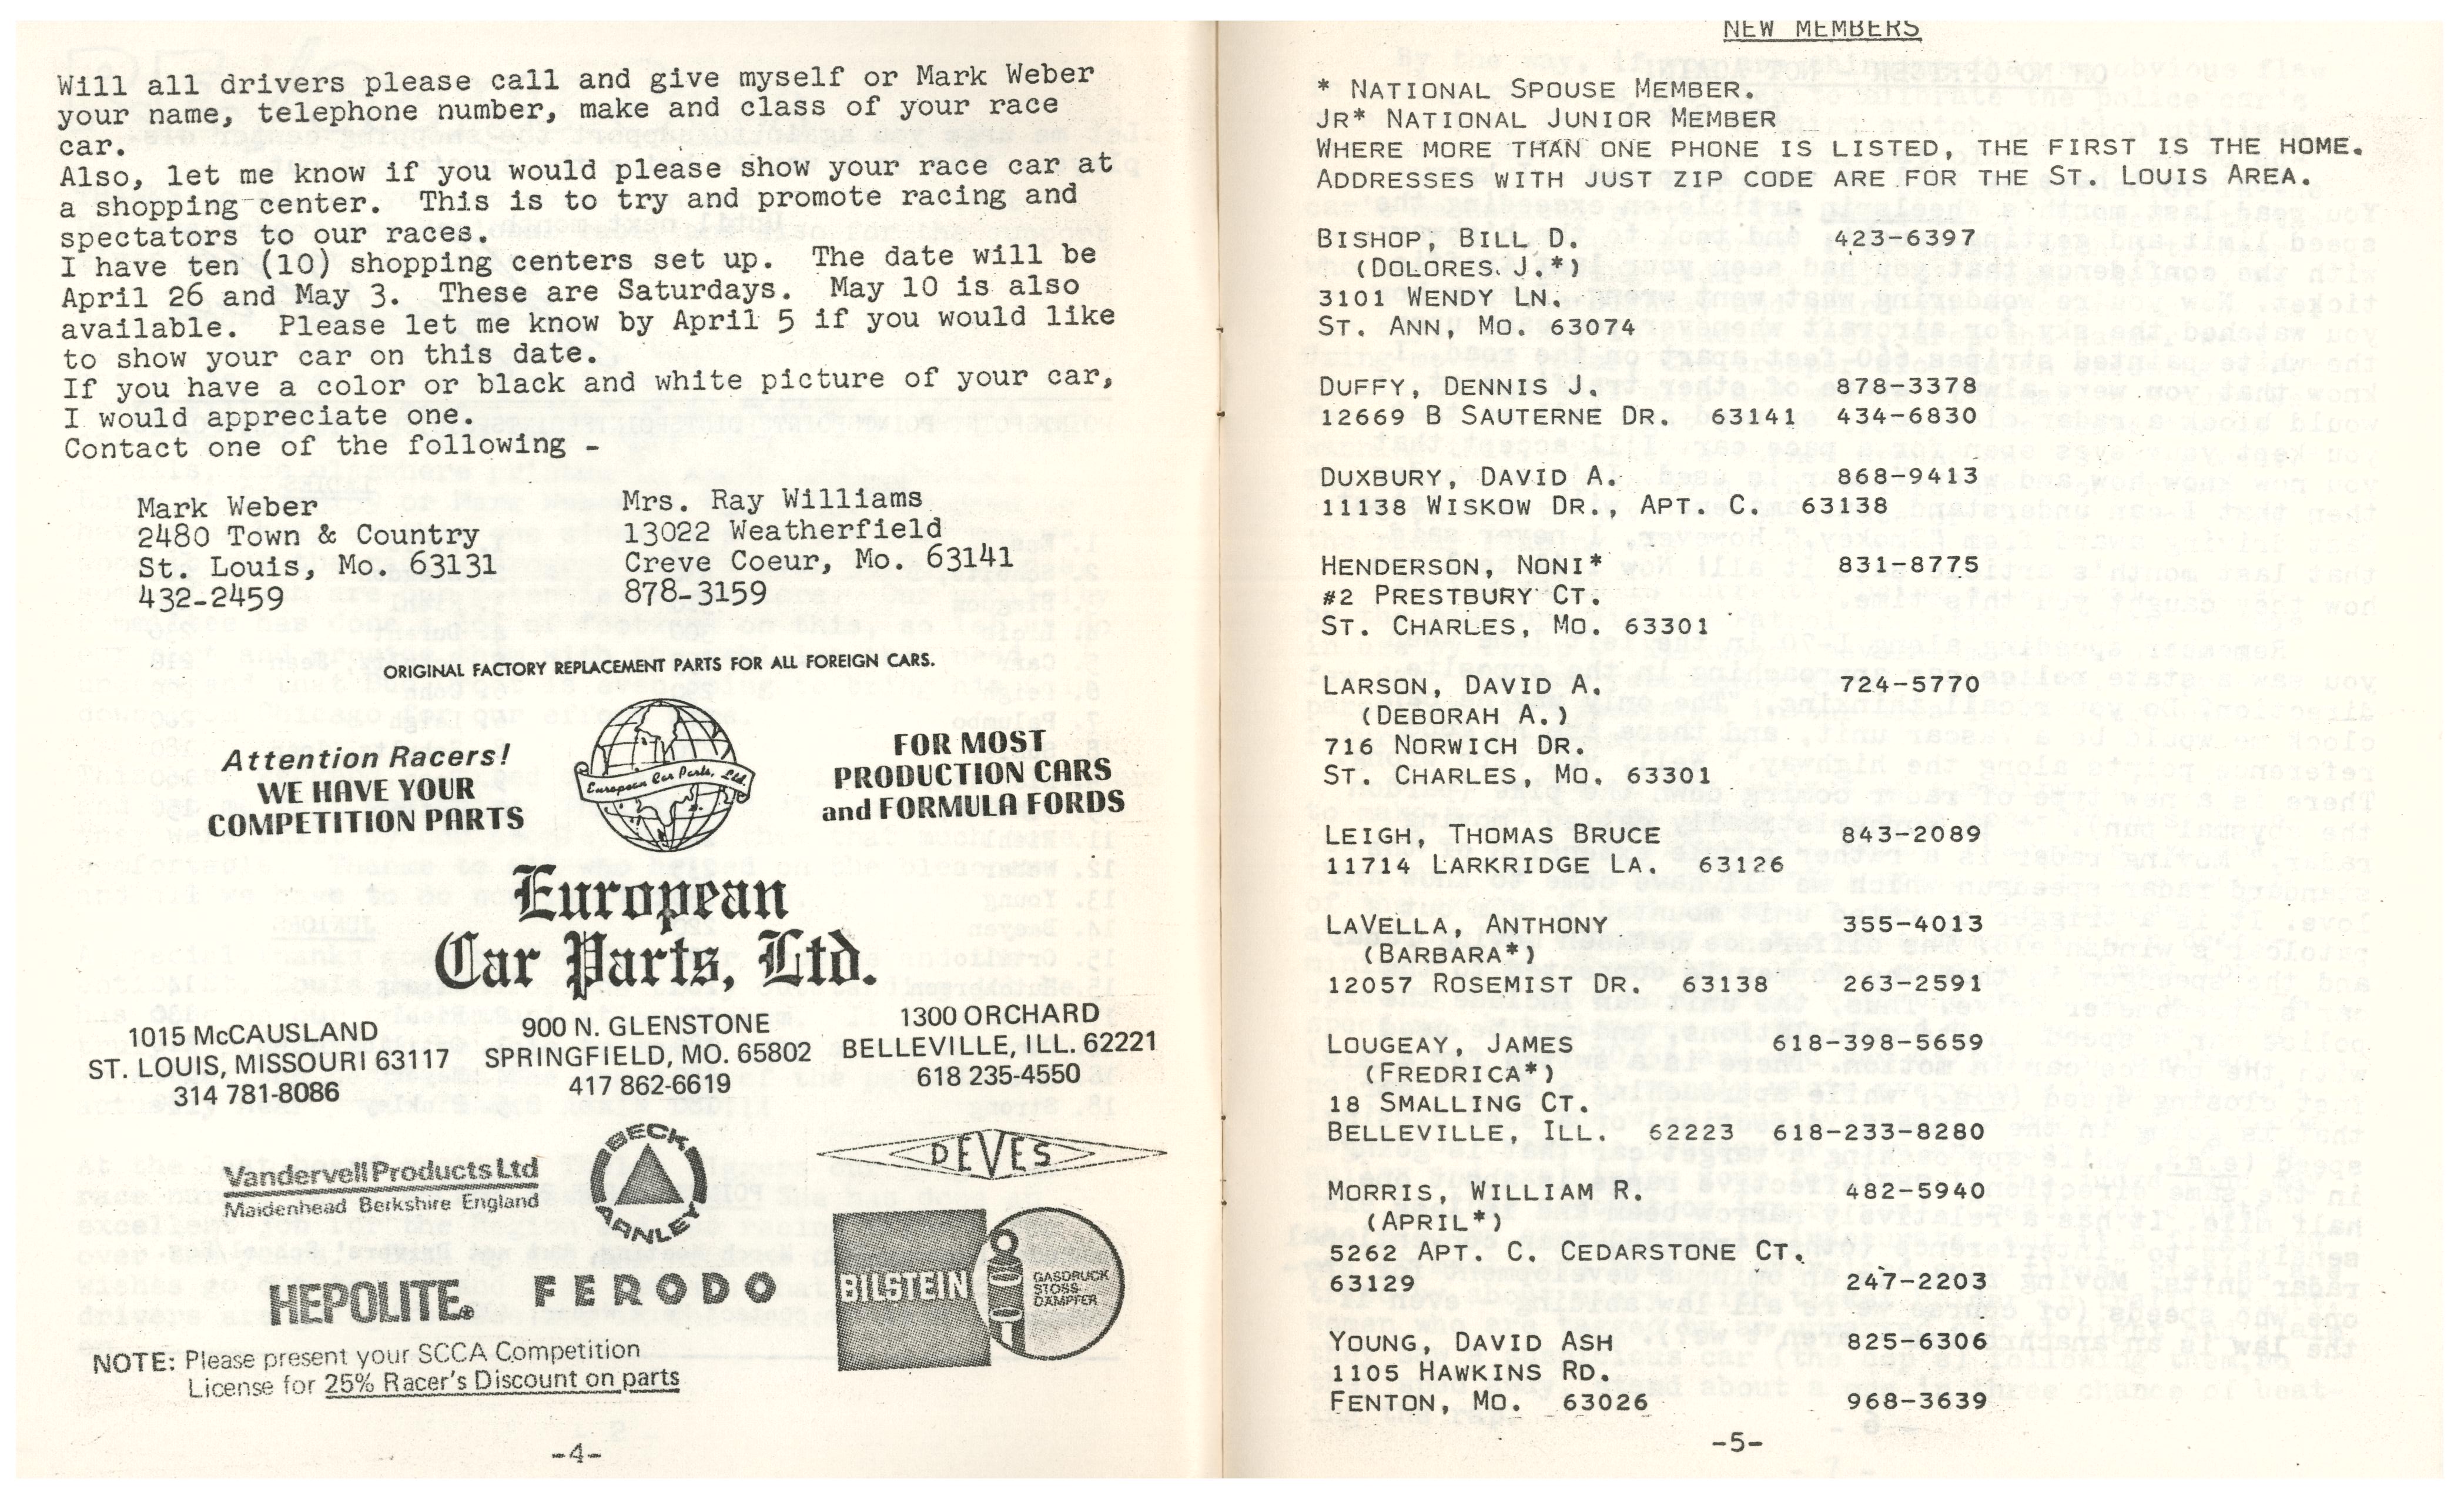 Will all drivers please call and give myself or Mark Weber
your name, telephone number, make and class of your race
car.
Also, let me know if you would please show your race car at
a shopping center.  This is to try and promote racing and
spectators to our races.
I have ten (10) shopping centers set up.  The date will be
April 26 and May 3.  These are Saturdays.  May 10 is also
available.  Please let me know by April 5 if you would like
to show your car on this date.
If you have a color or black and white picture of your car,
I would appreciate one.
Contact one of the following -
Mark Weber
2480 Town & Country
St. Louis, Mo. 63131
432-2459
Mrs. Ray Williams
13022 Weatherfield
Creve Coeur, Mo. 63141
878-3159
ORIGINAL FACTORY REPLACEMENT PARTS FOR ALL FOREIGN CARS.
Attention Racers!
WE HAVE YOUR
COMPETITION PARTS
European Car Parts, Ltd.
FOR MOST
PRODUCTION CARS
and FORMULA FORDS
European
Car Parts, Ltd.
1015 McCAUSLAND
ST. LOUIS, MISSOURI 63117
314 781-8086
900 N. GLENSTONE
SPRINGFIELD, MO. 65802
417 862-6619
1300 ORCHARD
BELLEVILLE, ILL. 62221
618 235-4550
Vandervell Products Ltd
Maidenhead Berkshire England
BECK
ARNLEY
DEVES
HEPOLITE
FERODO
BILSTEIN
GASDRUCK
STOSS-
DÄMPFER
NOTE: Please present your SCCA Competition
License for 25% Racer's Discount on parts
-4-
NEW MEMBERS
* NATIONAL SPOUSE MEMBER.
JR* NATIONAL JUNIOR MEMBER
WHERE MORE THAN ONE PHONE IS LISTED, THE FIRST IS THE HOME.
ADDRESSES WITH JUST ZIP CODE ARE FOR THE ST. LOUIS AREA.
BISHOP, BILL D. 423-6397
(DOLORES J.*)
3101 WENDY LN.
ST. ANN, MO. 63074
DUFFY, DENNIS J. 878-3378
12669 B SAUTERNE DR. 63141 434-6830
DUXBURY, DAVID A. 868-9413
11138 WISKOW DR., APT. C. 63138
HENDERSON, NONI* 831-8775
#2 PRESTBURY CT.
ST. CHARLES, MO. 63301
LARSON, DAVID A. 724-5770
(DEBORAH A.)
716 NORWICH DR.
ST. CHARLES, MO. 63301
LEIGH, THOMAS BRUCE 843-2089
11714 LARKRIDGE LA. 63126
LAVELLA, ANTHONY 355-4013
(BARBARA*)
12057 ROSEMIST DR. 63138 263-2591
LOUGEAY, JAMES 618-398-5659
(FREDRICA*)
18 SMALLING CT.
BELLEVILLE, ILL. 62223 618-233-8280
MORRIS, WILLIAM R. 482-5940
(APRIL*)
5262 APT. C. CEDARSTONE CT.
63129 247-2203
YOUNG, DAVID ASH 825-6306
1105 HAWKINS RD.
FENTON, MO. 63026 968-3639
-5-